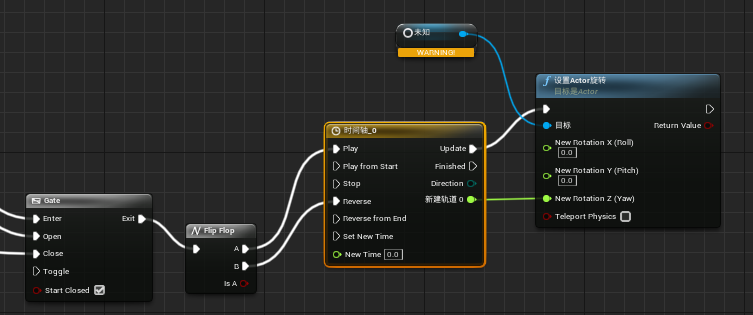 未知
WARNING!
设置Actor旋转
目标是Actor
目标
Return Value
New Rotation X (Roll)
0.0
New Rotation Y (Pitch)
0.0
New Rotation Z (Yaw)
Teleport Physics
时间轴_0
Play
Update
Play from Start
Finished
Stop
Direction
Reverse
新建轨道 0
Reverse from End
Set New Time
New Time 0.0
Gate
Enter
Exit
Open
Close
Toggle
Start Closed
Flip Flop
A
B
Is A